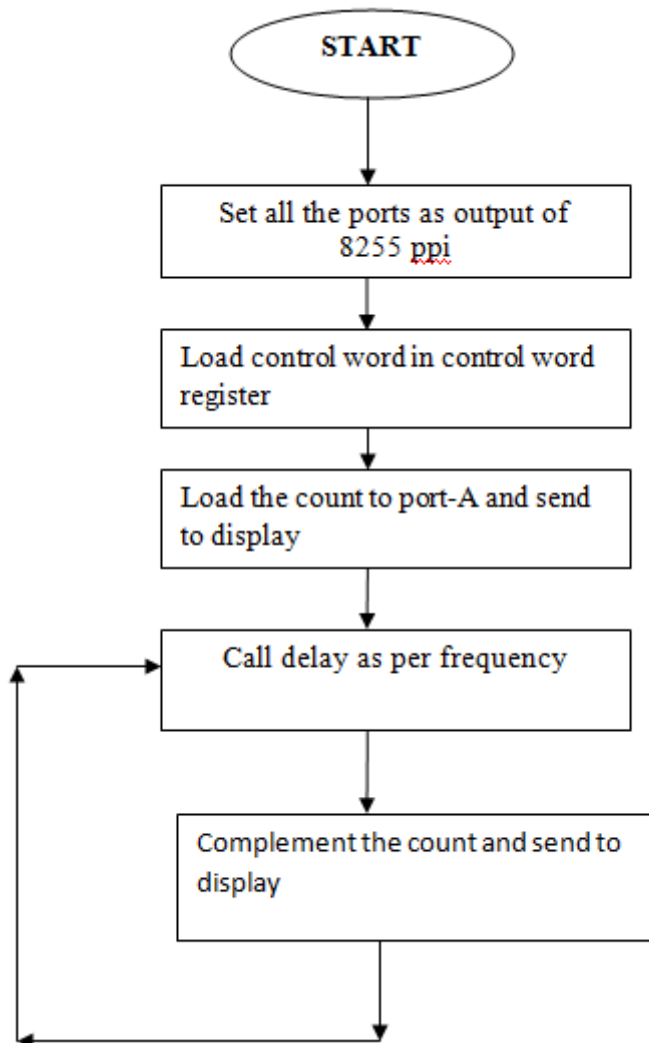 START
Set all the ports as output of
8255 ppi
Load control word in control word
register
Load the count to port-A and send
to display
Call delay as per frequency
Complement the count and send to
display